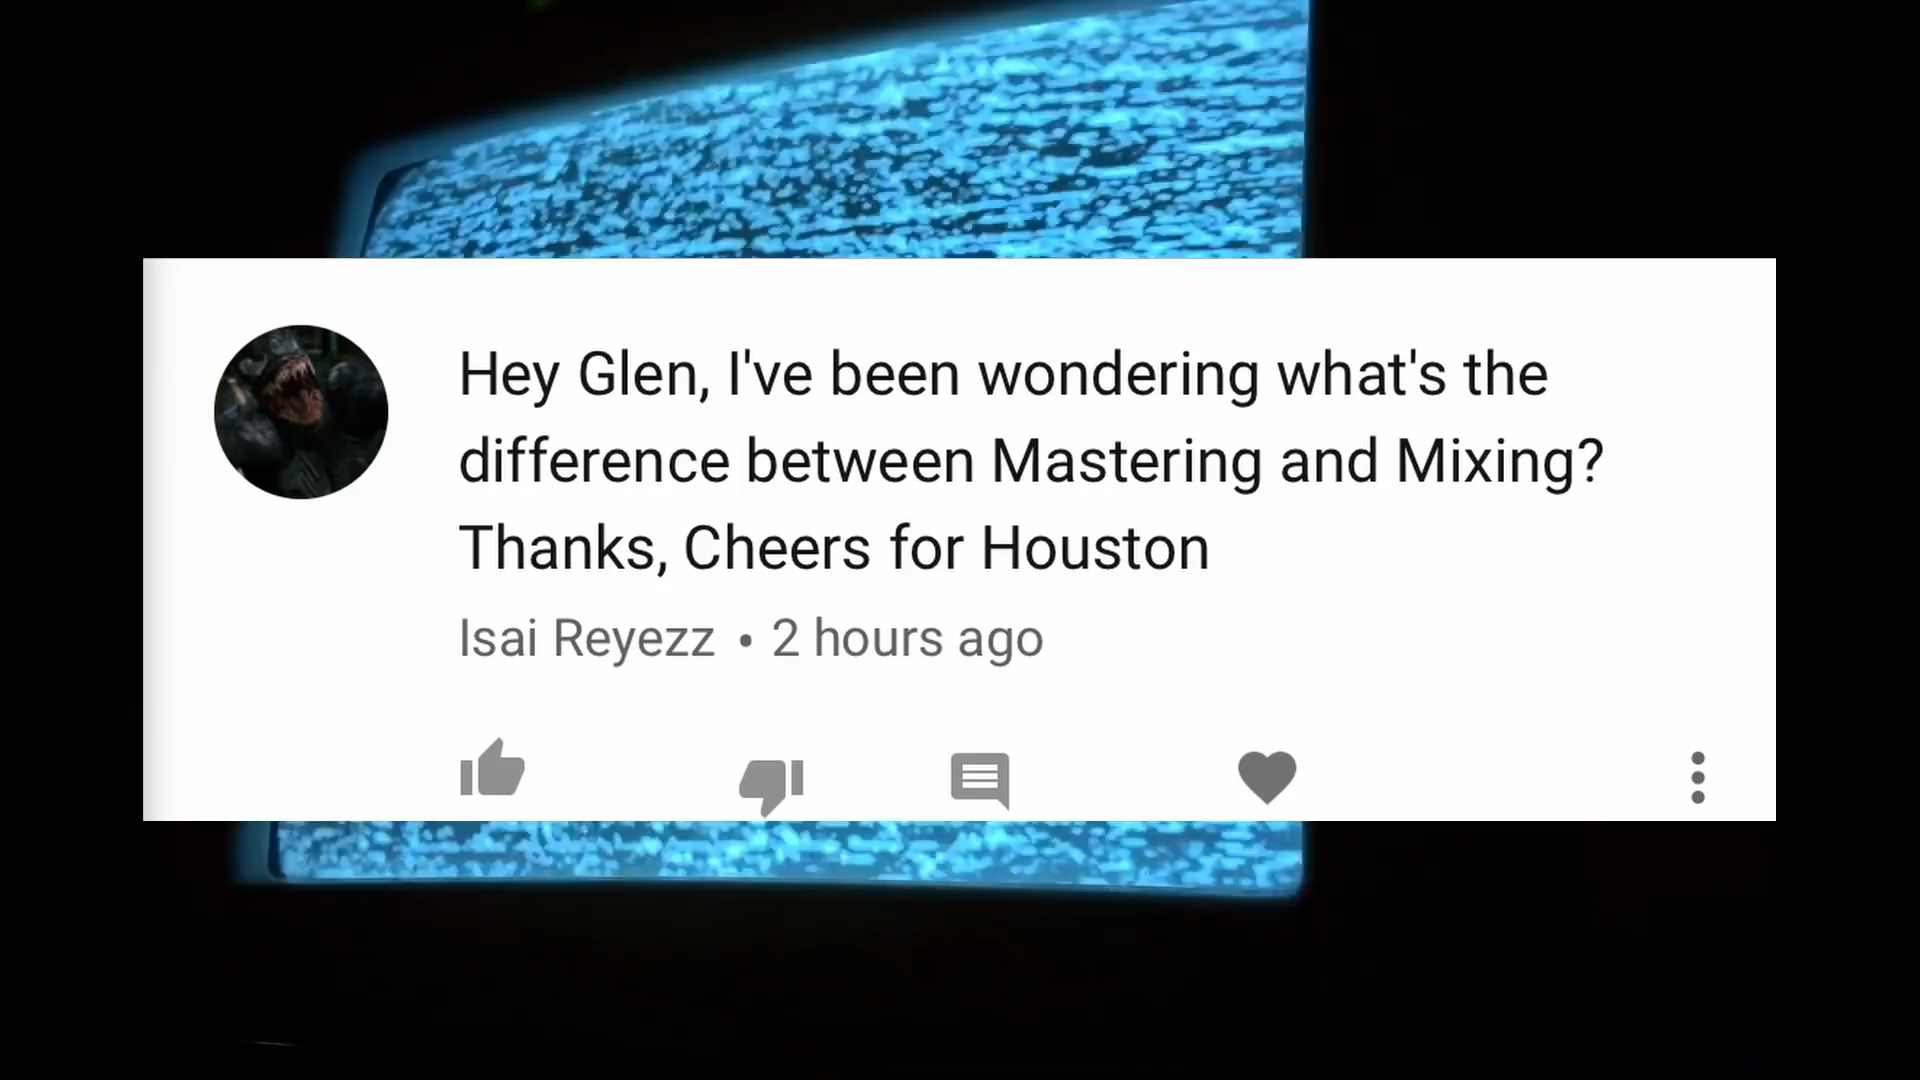 Hey Glen, I've been wondering what's the
difference between Mastering and Mixing?
Thanks, Cheers for Houston
Isai Reyezz • 2 hours ago